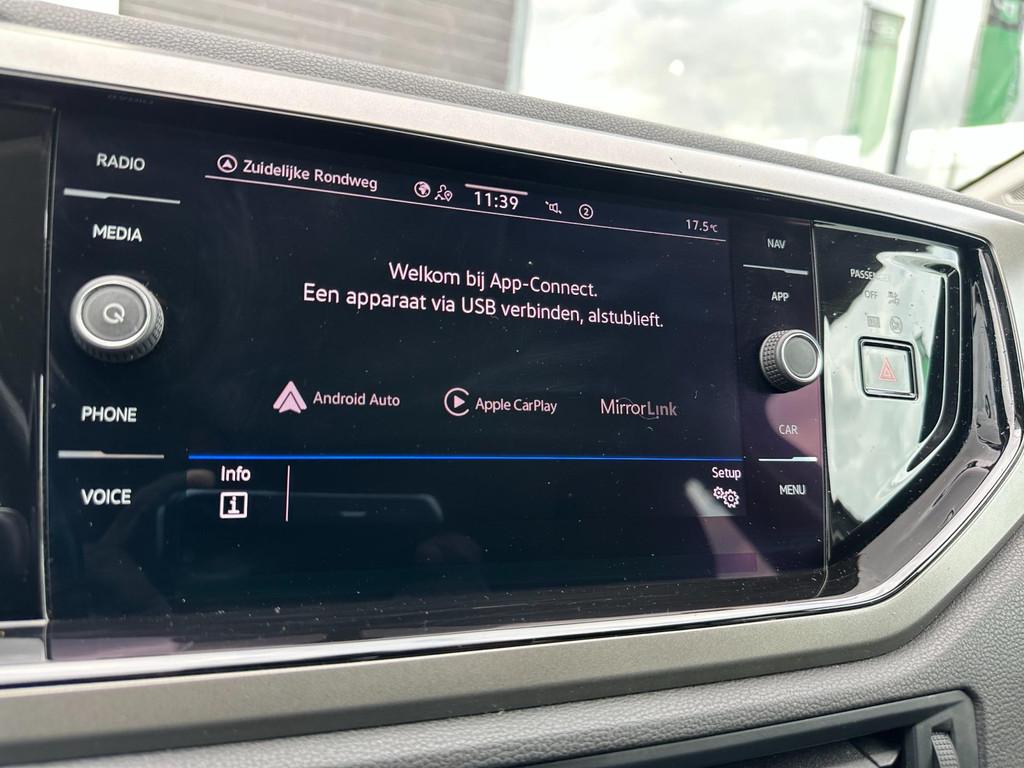 RADIO
MEDIA
PHONE
VOICE
Zuidelijke Rondweg
11:39
2
17.5°C
Welkom bij App-Connect.
Een apparaat via USB verbinden, alstublieft.
Android Auto
Apple CarPlay
MirrorLink
Info
i
Setup
NAV
APP
CAR
MENU
OFF